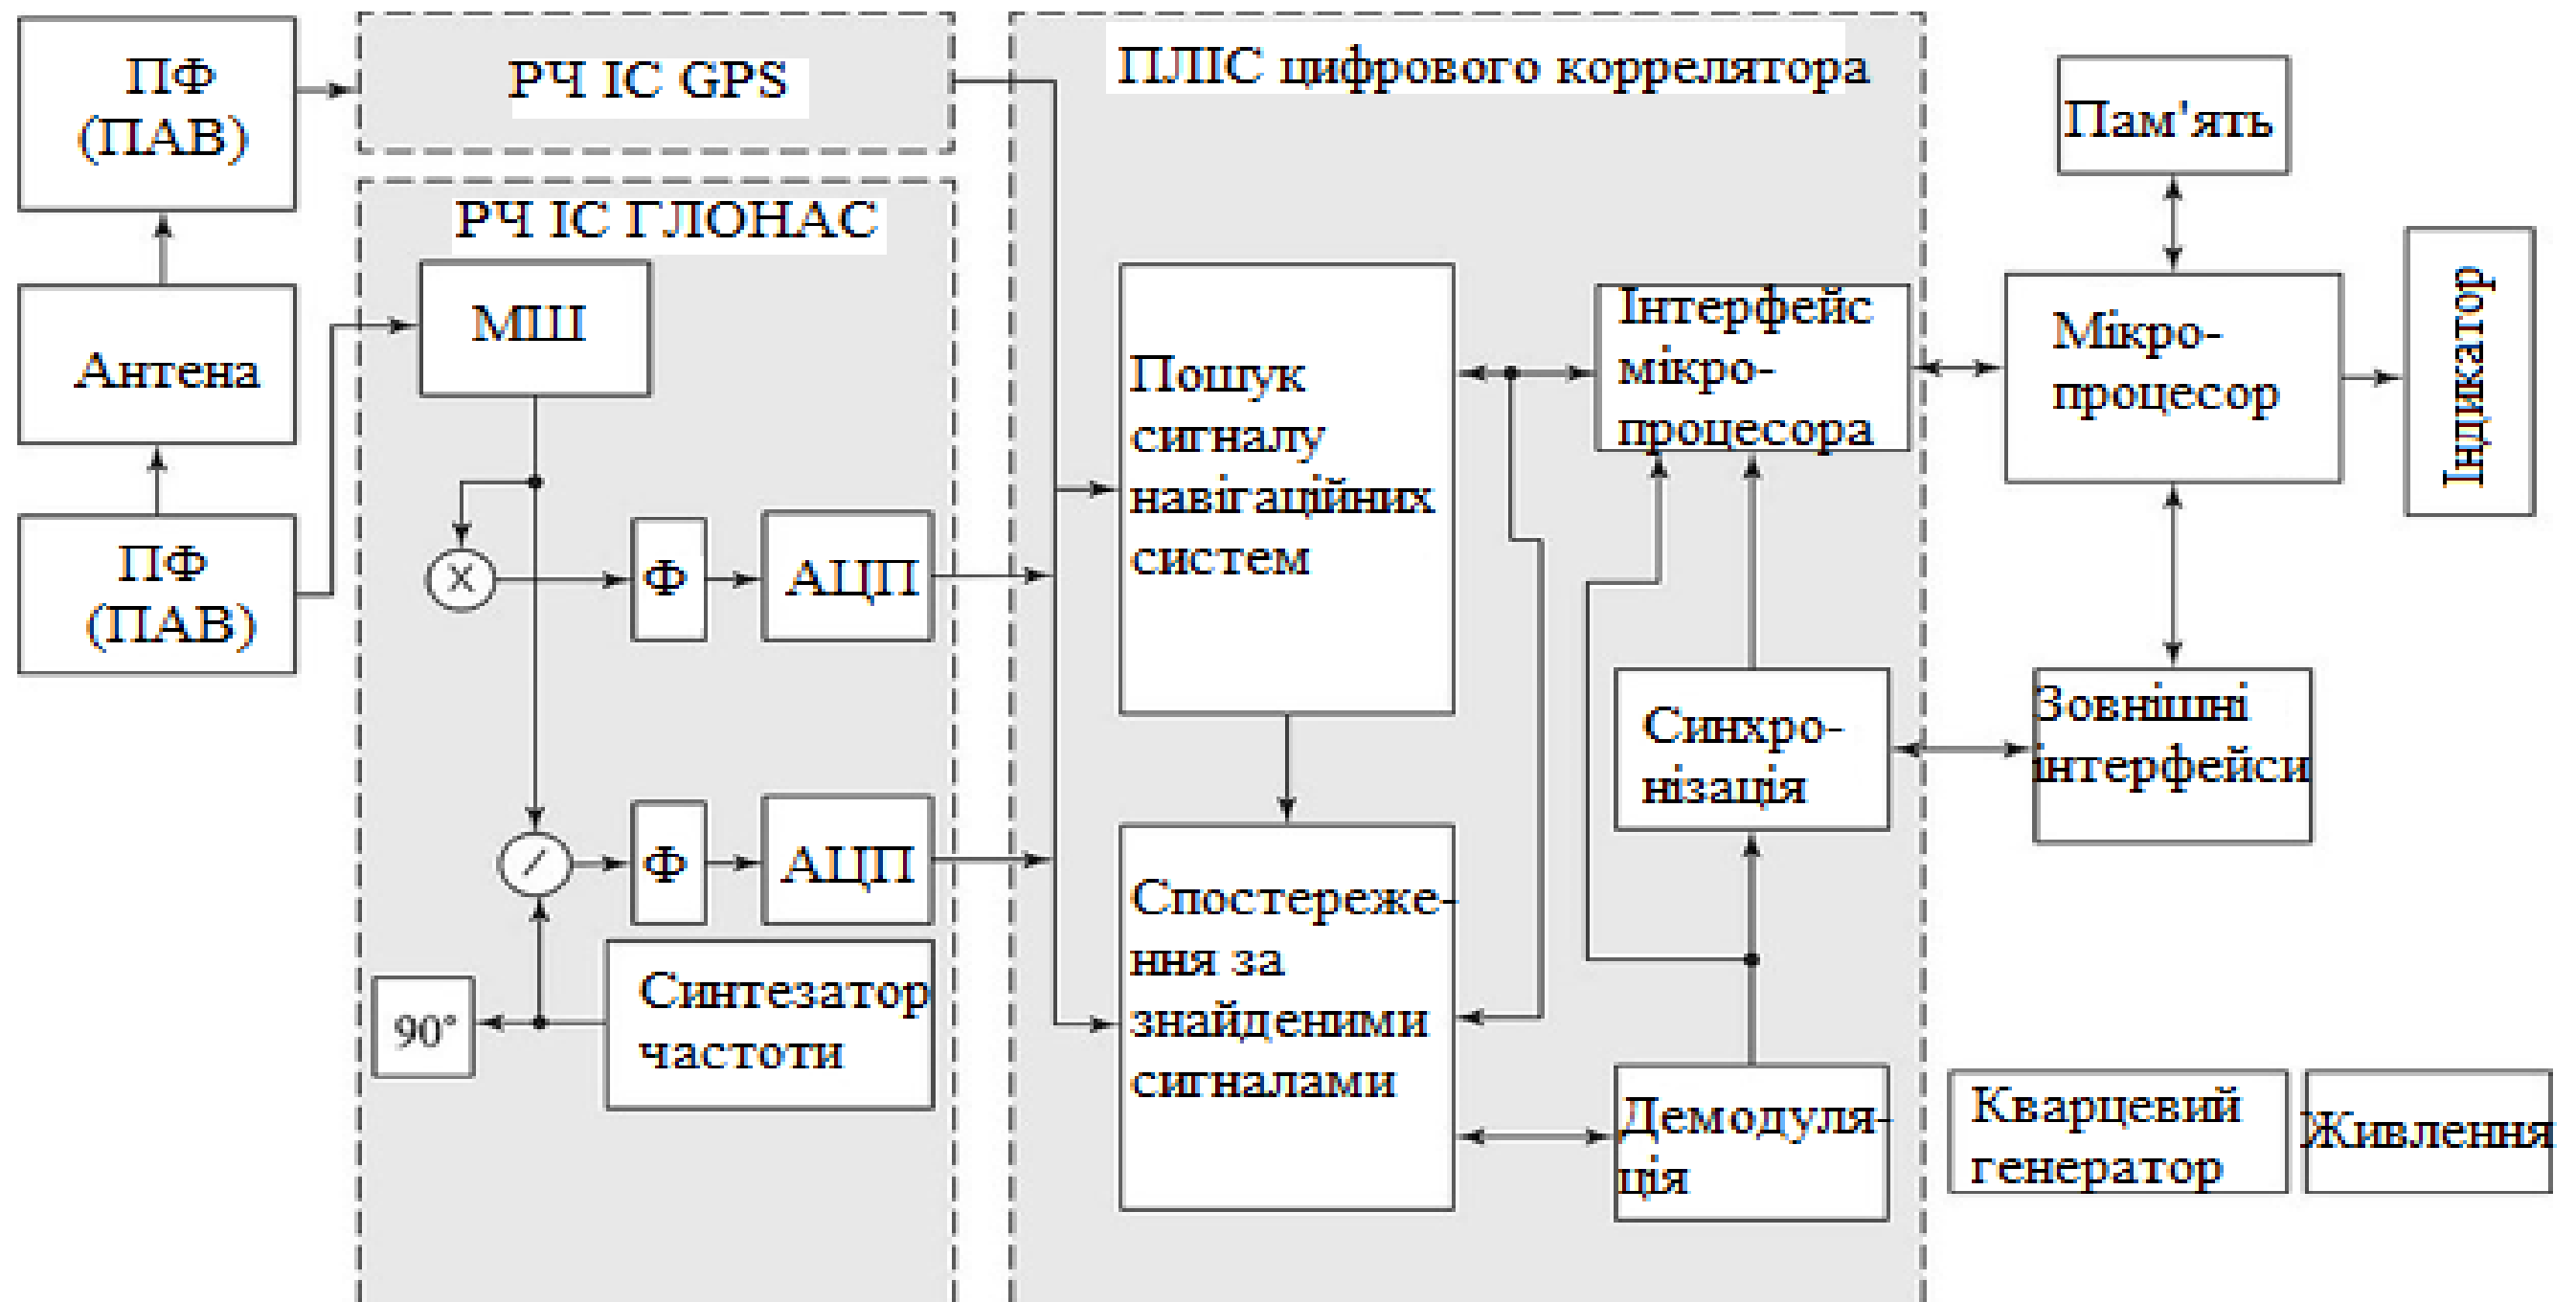 ПФ
(ПАВ)
Антена
ПФ
(ПАВ)
РЧ ІС GPS
РЧ ІС ГЛОНАС
МШ
X
Ф
АЦП
/
Ф
АЦП
90°
Синтезатор
частоти
ПЛІС цифрового коррелятора
Пошук
сигналу
навігаційних
систем
Спостереже-
ння за
знайденими
сигналами
Інтерфейс
мікро-
процесора
Синхро-
нізація
Демодуля-
ція
Пам'ять
Мікро-
процесор
Індикатор
Зовнішні
інтерфейси
Кварцевий
генератор
Живлення